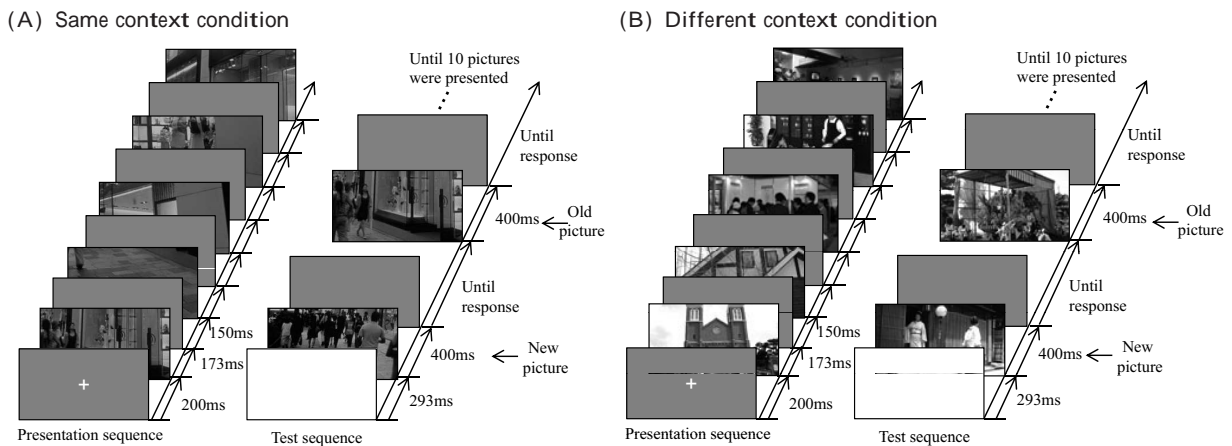 (A) Same context condition
Until 10 pictures
were presented
Until
response
400ms
Old
picture
Until
response
150ms
173ms
400ms
New
picture
200ms
293ms
Presentation sequence
Test sequence
(B) Different context condition
Until 10 pictures
were presented
Until
response
400ms
Old
picture
Until
response
150ms
173ms
400ms
New
picture
200ms
293ms
Presentation sequence
Test sequence